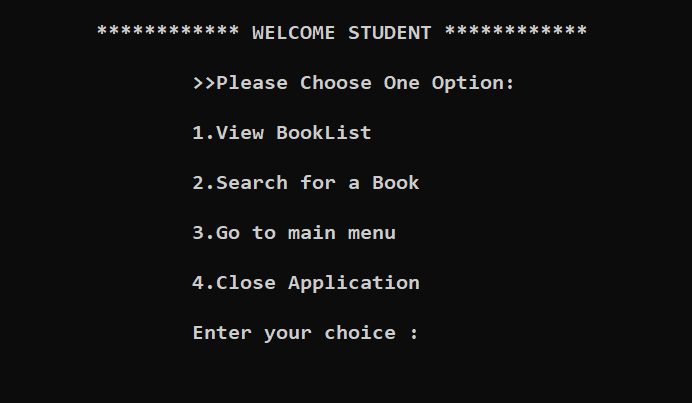 ************ WELCOME STUDENT ************
>>Please Choose One Option:
1.View BookList
2.Search for a Book
3.Go to main menu
4.Close Application
Enter your choice :